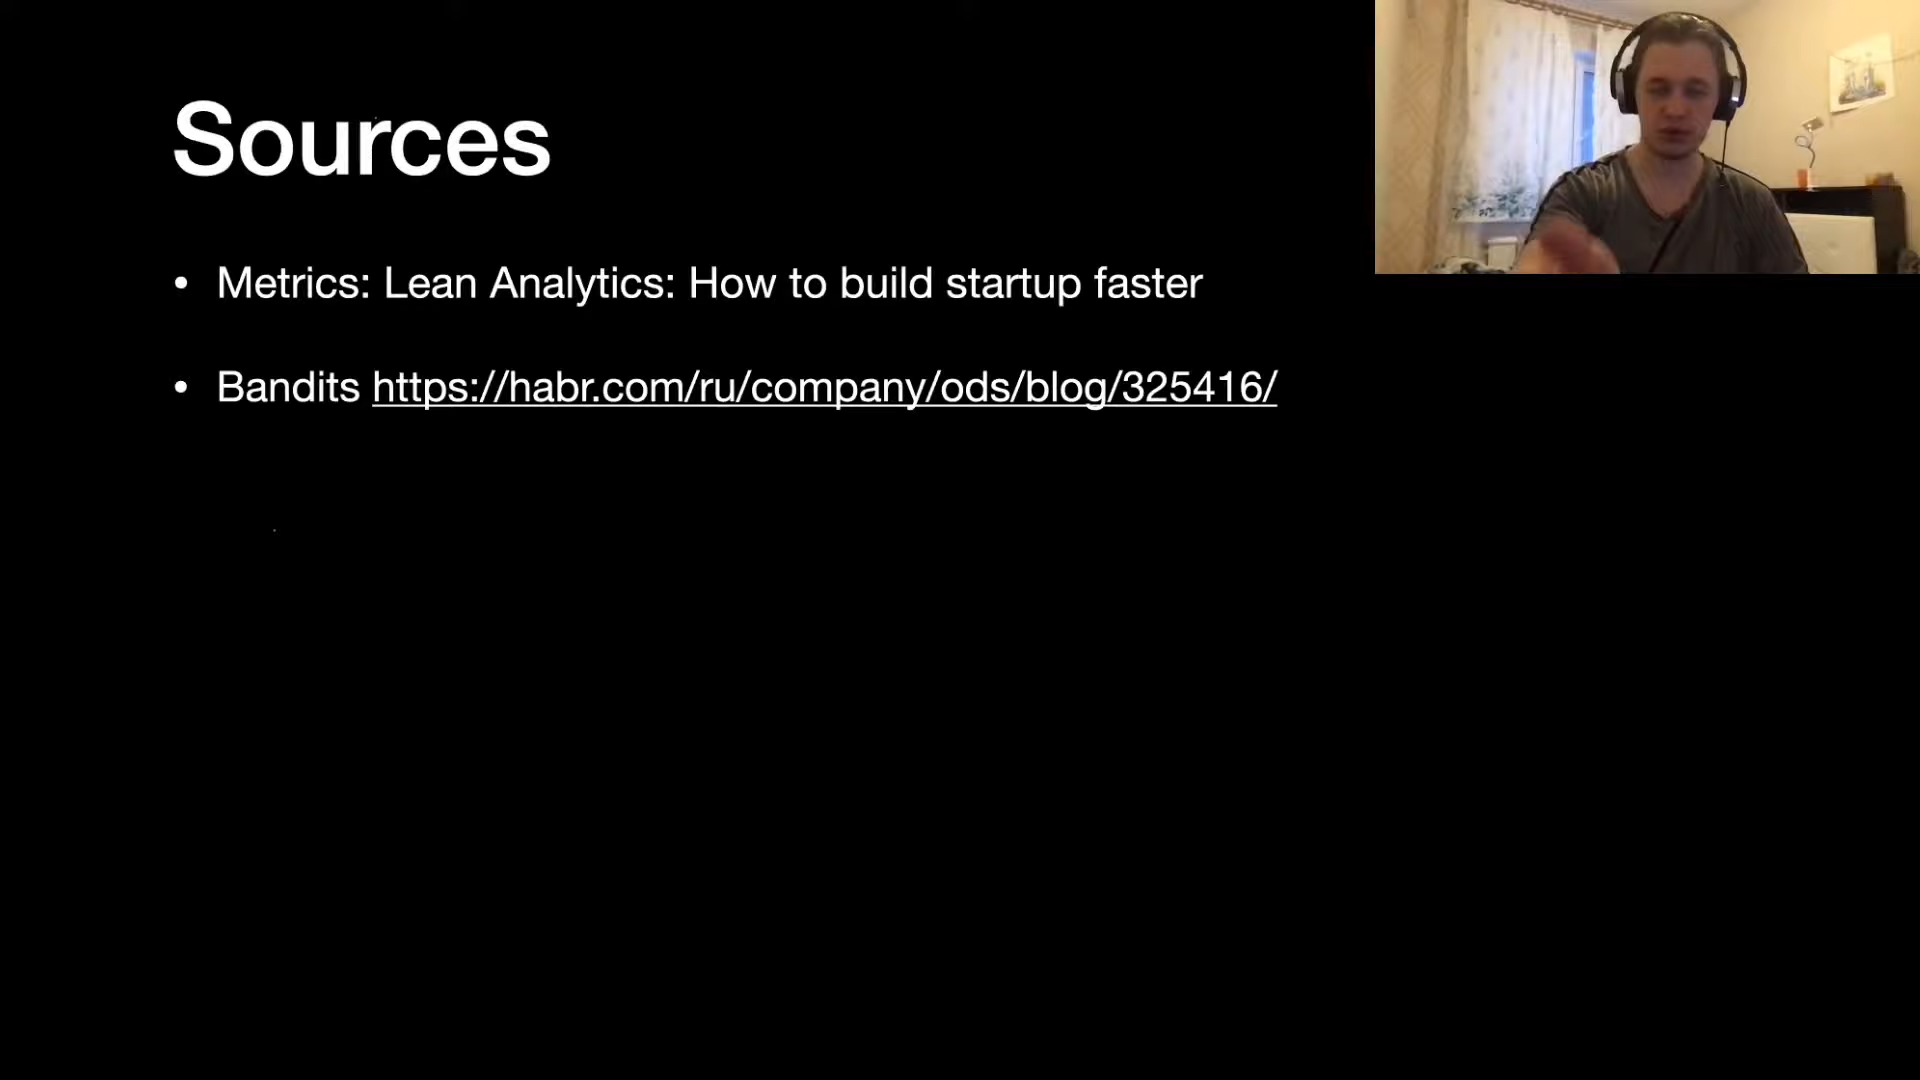 Sources
• Metrics: Lean Analytics: How to build startup faster
• Bandits https://habr.com/ru/company/ods/blog/325416/